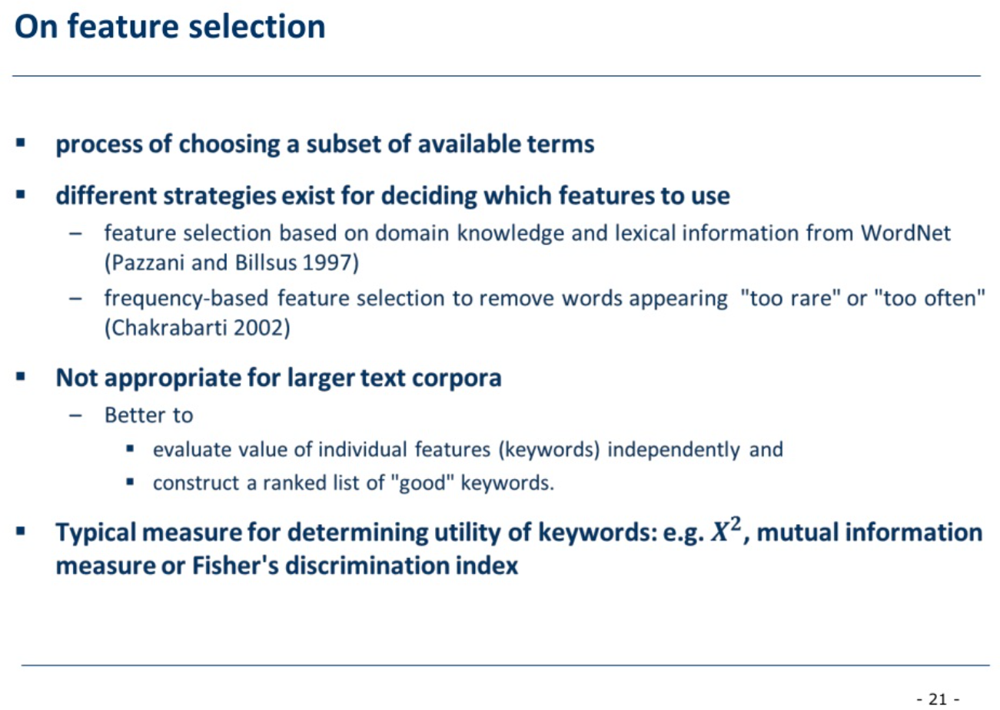 On feature selection
▪ process of choosing a subset of available terms
▪ different strategies exist for deciding which features to use
– feature selection based on domain knowledge and lexical information from WordNet
(Pazzani and Billsus 1997)
– frequency-based feature selection to remove words appearing "too rare" or "too often"
(Chakrabarti 2002)
▪ Not appropriate for larger text corpora
– Better to
▪ evaluate value of individual features (keywords) independently and
▪ construct a ranked list of "good" keywords.
▪ Typical measure for determining utility of keywords: e.g. X², mutual information
measure or Fisher's discrimination index
- 21 -